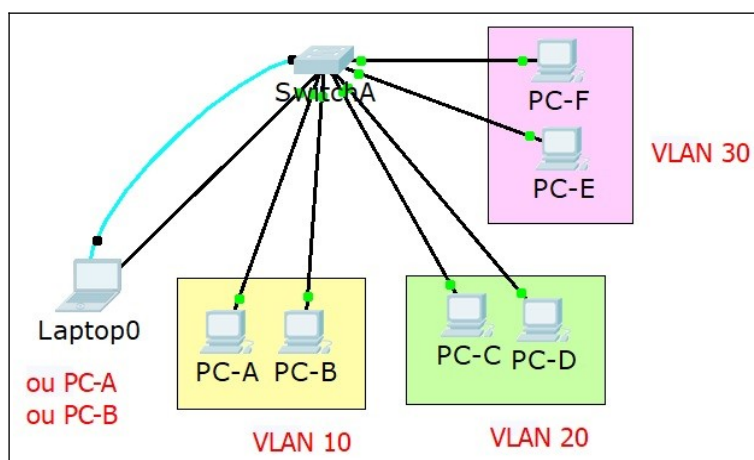 SwitchA
PC-F
PC-E
VLAN 30
Laptop0
ou PC-A
ou PC-B
PC-A
PC-B
VLAN 10
PC-C
PC-D
VLAN 20